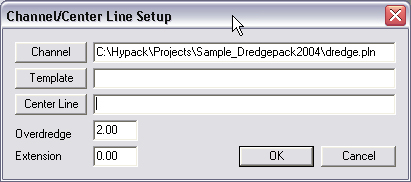 Channel/Center Line Setup
Channel C:\Hypack\Projects\Sample_Dredgepack2004\dredge.pln
Template
Center Line
Overdredge 2.00
Extension 0.00
OK Cancel